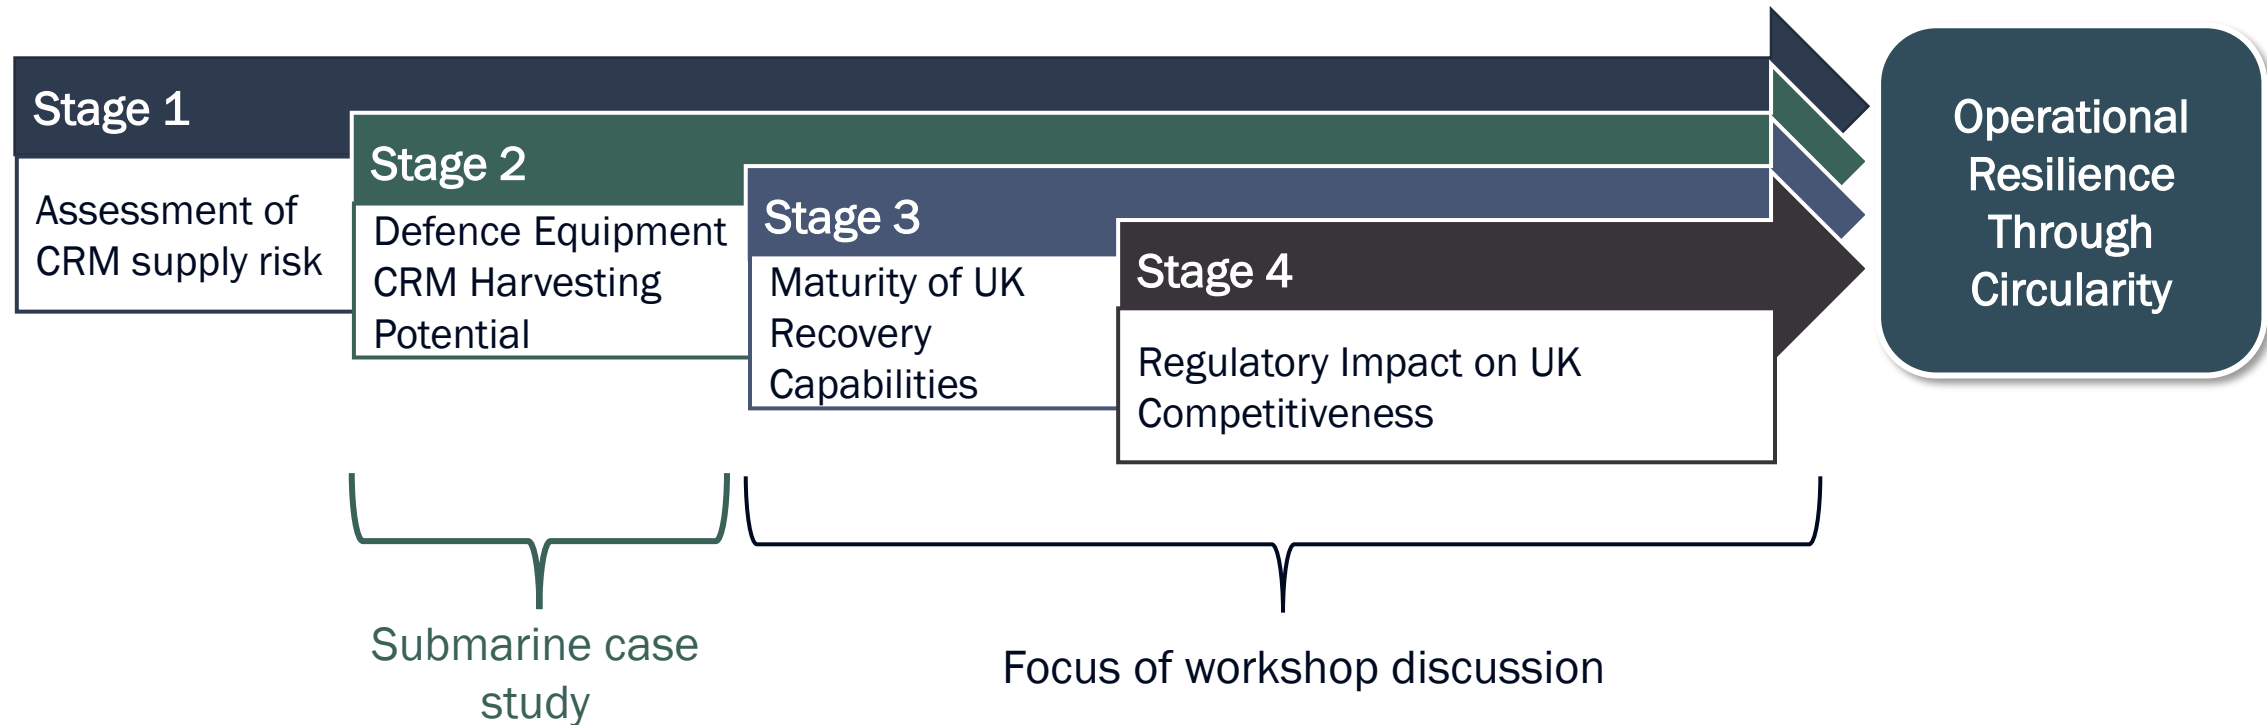 Stage 1
Assessment of
CRM supply risk
Stage 2
Defence Equipment
CRM Harvesting
Potential
Stage 3
Maturity of UK
Recovery
Capabilities
Stage 4
Regulatory Impact on UK
Competitiveness
Operational
Resilience
Through
Circularity
Submarine case
study
Focus of workshop discussion